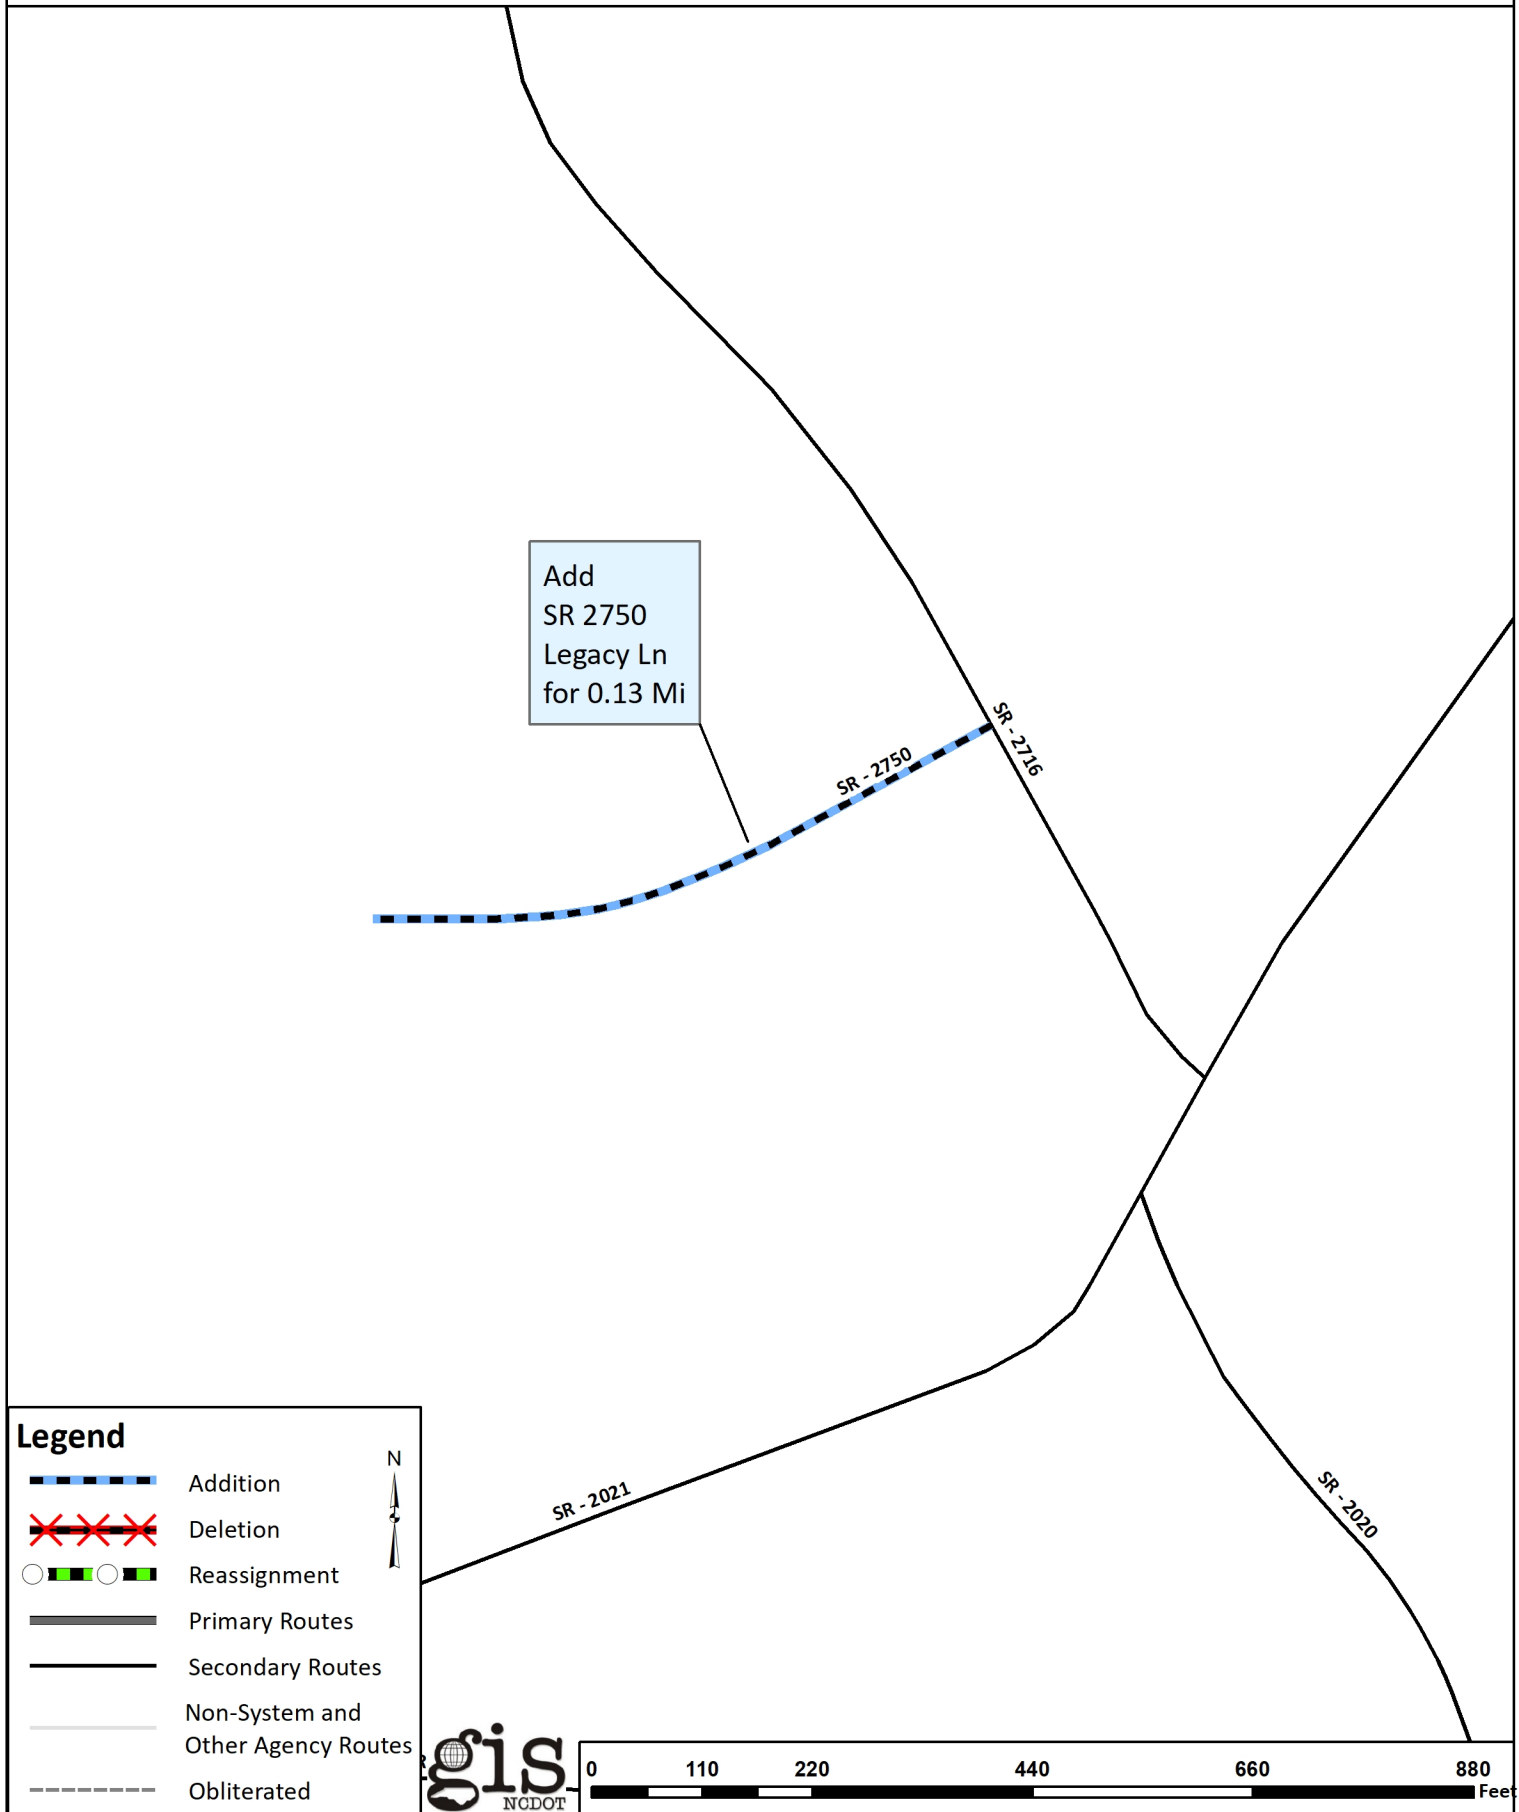 Add
SR 2750
Legacy Ln
for 0.13 Mi
SR - 2716
SR - 2750
SR - 2021
SR - 2020
Legend
N
Addition
Deletion
Reassignment
Primary Routes
Secondary Routes
Non-System and
Other Agency Routes
Obliterated
gis
NCDOT
0 110 220 440 660 880
Feet